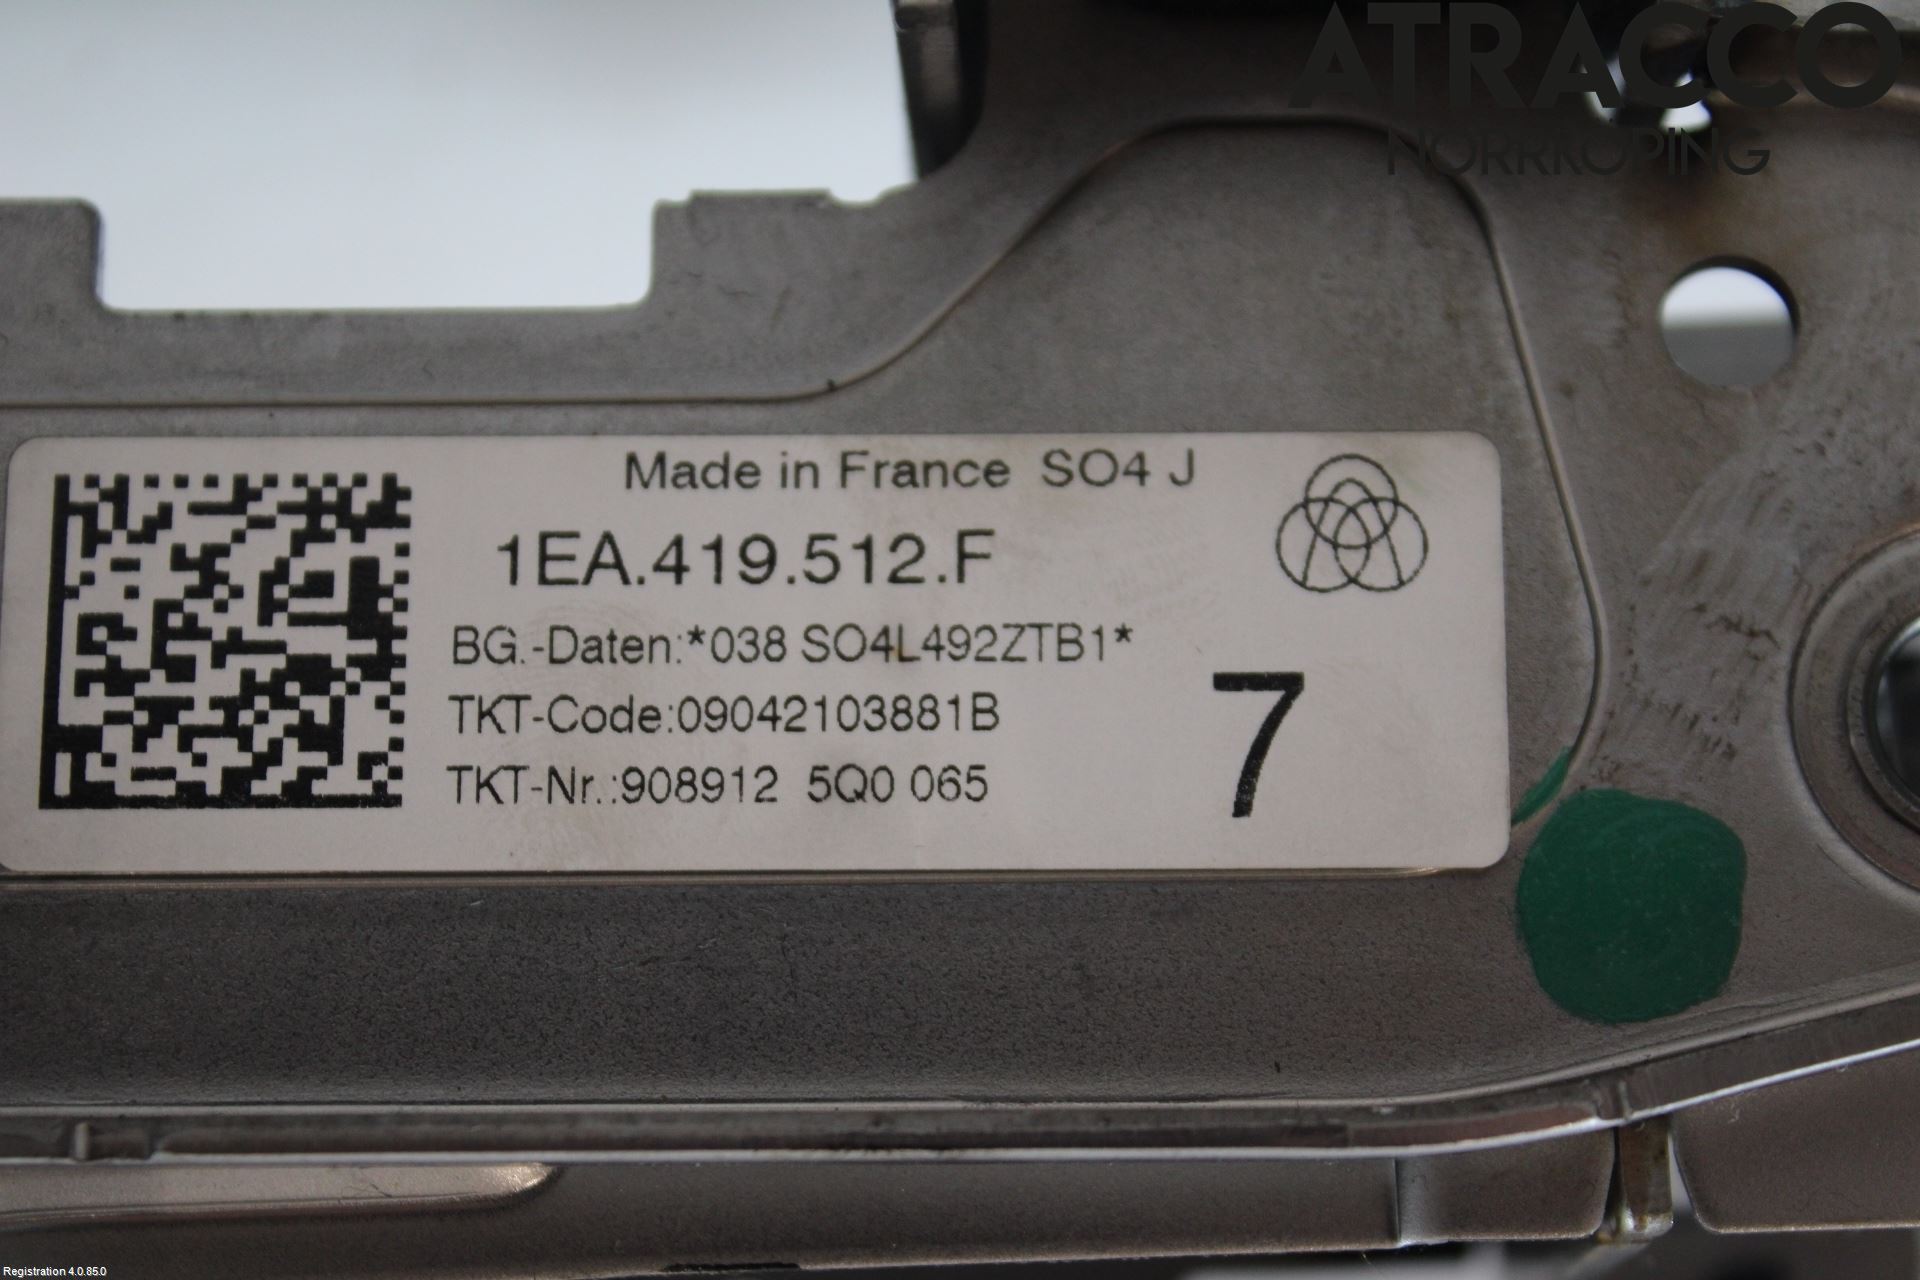 ATRACCO
NORRKÖPING
Made in France SO4 J
1EA.419.512.F
BG.-Daten:*038 SO4L492ZTB1*
TKT-Code:09042103881B
TKT-Nr.:908912 5Q0 065
7
Registration 4.0.85.0